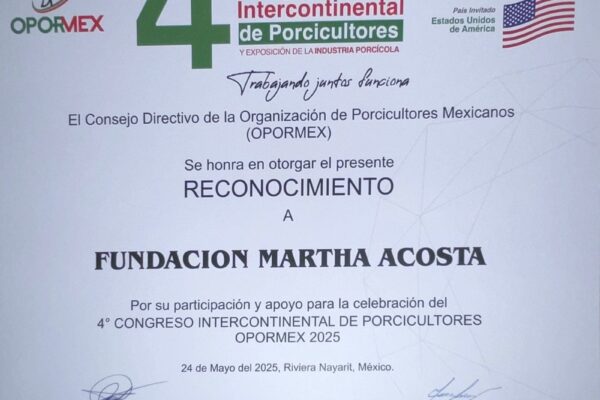 OPORMEX
4
Intercontinental
de Porcicultores
Y EXPOSICIÓN DE LA INDUSTRIA PORCÍCOLA
País Invitado
Estados Unidos
de América
Trabajando juntos funciona
El Consejo Directivo de la Organización de Porcicultores Mexicanos
(OPORMEX)
Se honra en otorgar el presente
RECONOCIMIENTO
A
FUNDACION MARTHA ACOSTA
Por su participación y apoyo para la celebración del
4° CONGRESO INTERCONTINENTAL DE PORCICULTORES
OPORMEX 2025
24 de Mayo del 2025, Riviera Nayarit, México.